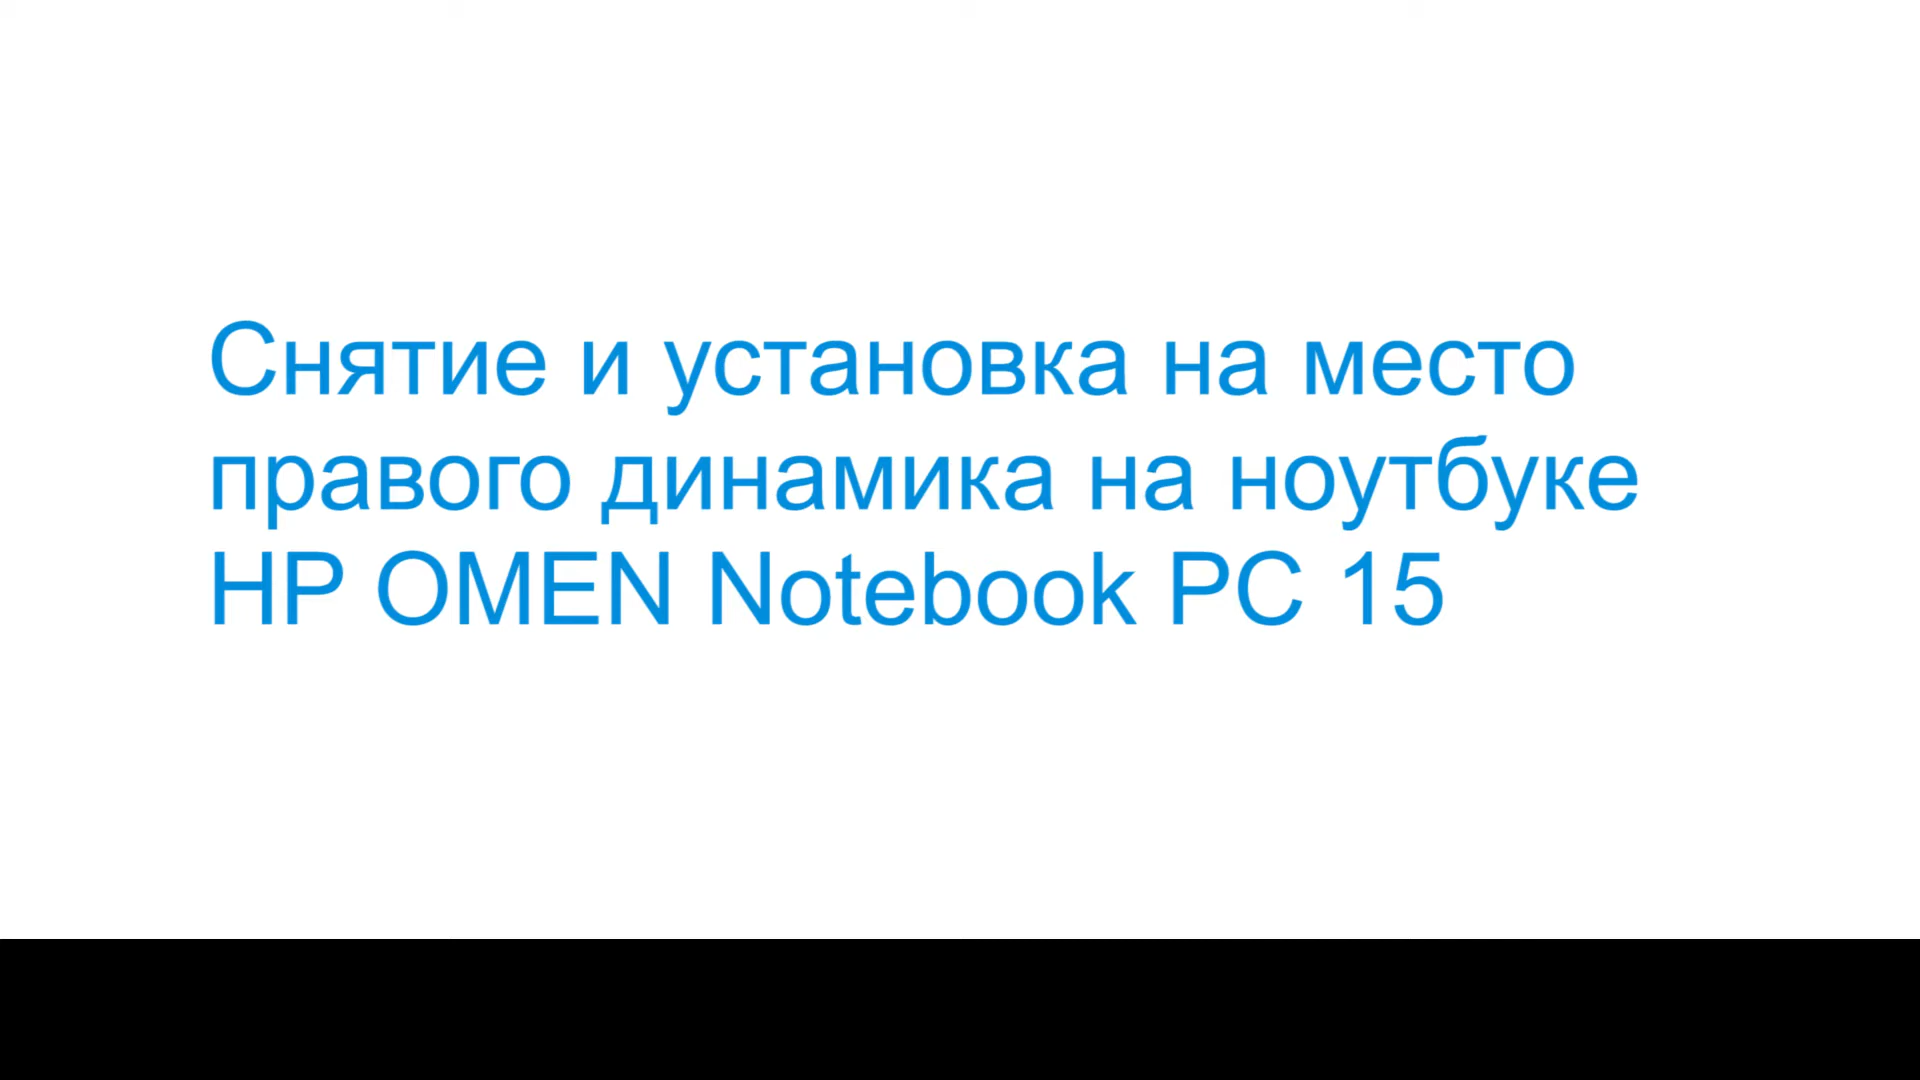 Снятие и установка на место
правого динамика на ноутбуке
HP OMEN Notebook PC 15